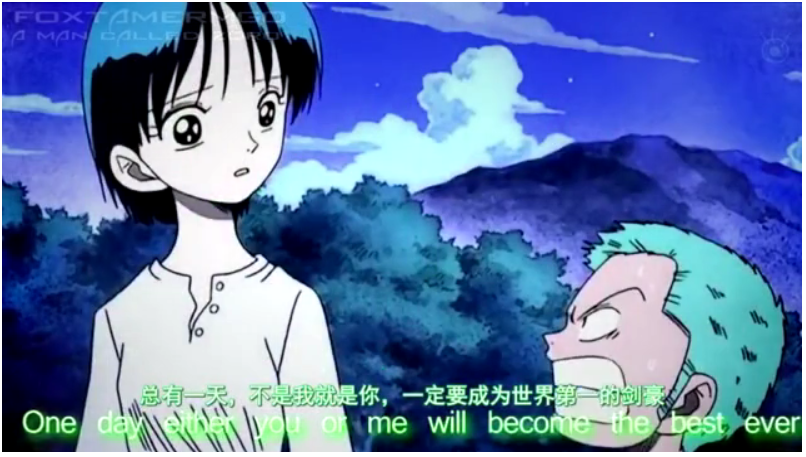 FOXTAMERMGO
A MAN CALLED ZORO
总有一天，不是我就是你，一定要成为世界第一的剑豪
One day either you or me will become the best ever